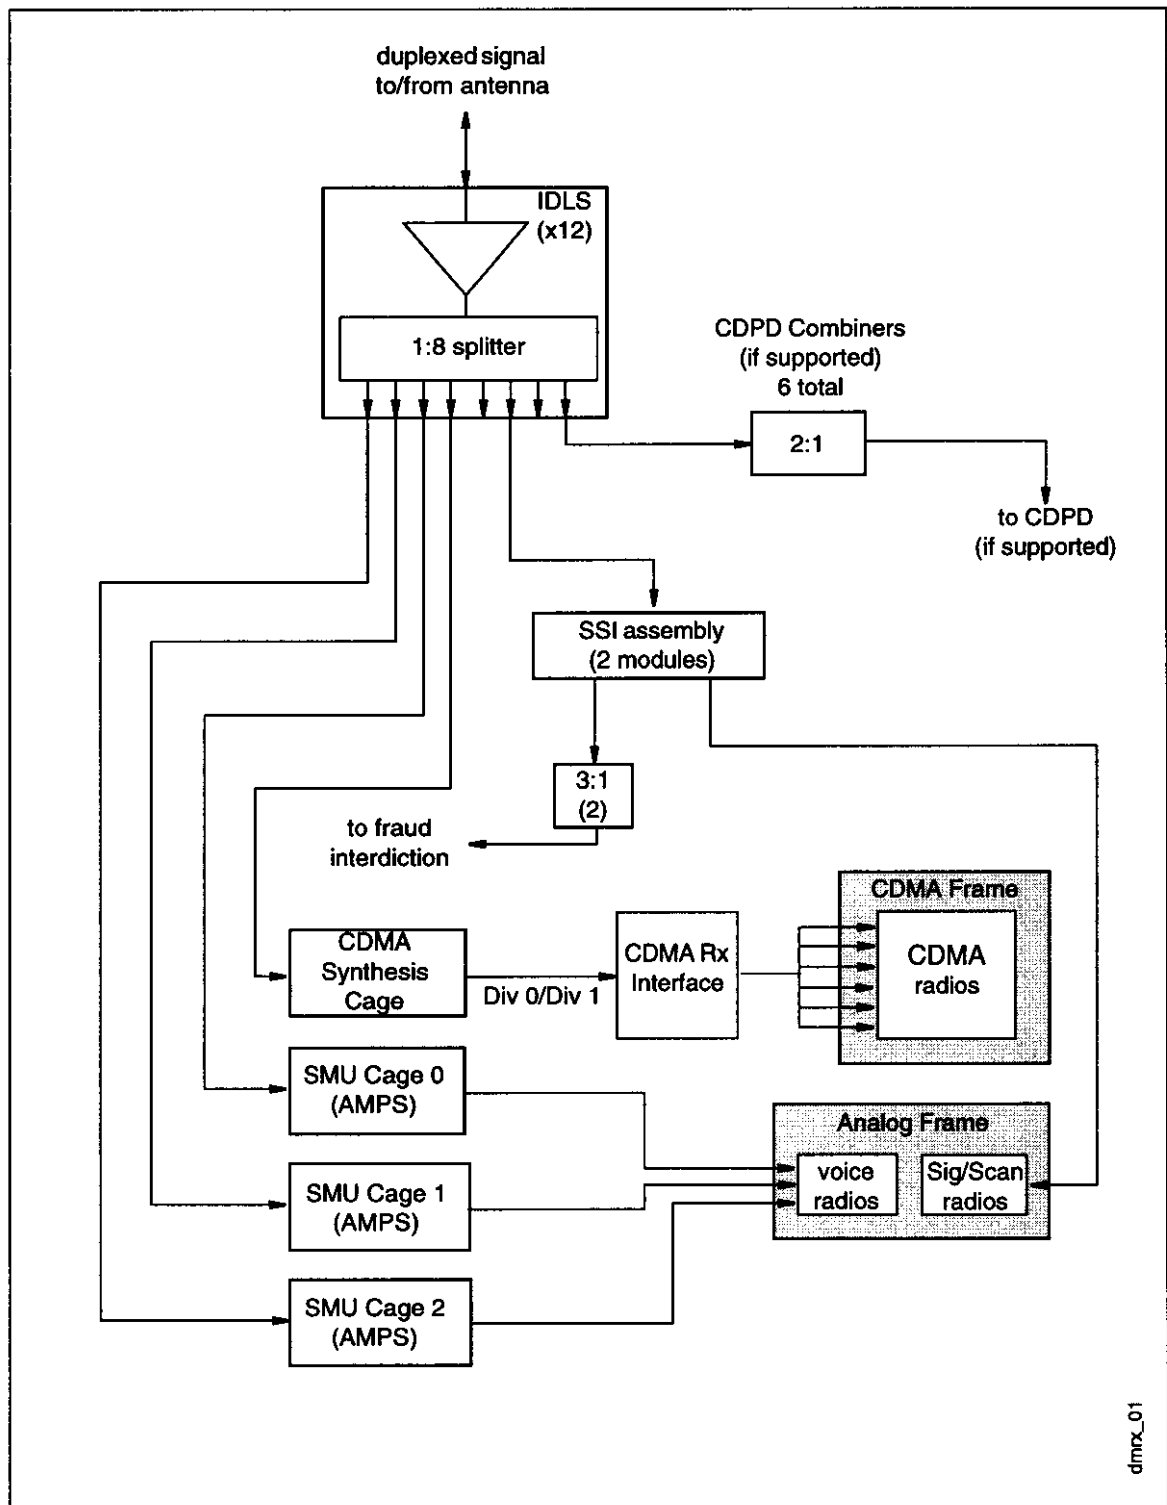 duplexed signal
to/from antenna
IDLS
(x12)
1:8 splitter
CDPD Combiners
(if supported)
6 total
2:1
to CDPD
(if supported)
SSI assembly
(2 modules)
3:1
(2)
to fraud
interdiction
CDMA Frame
CDMA
Synthesis
Cage
Div 0/Div 1
CDMA Rx
Interface
CDMA
radios
SMU Cage 0
(AMPS)
Analog Frame
voice
radios
Sig/Scan
radios
SMU Cage 1
(AMPS)
SMU Cage 2
(AMPS)
dmrx_01